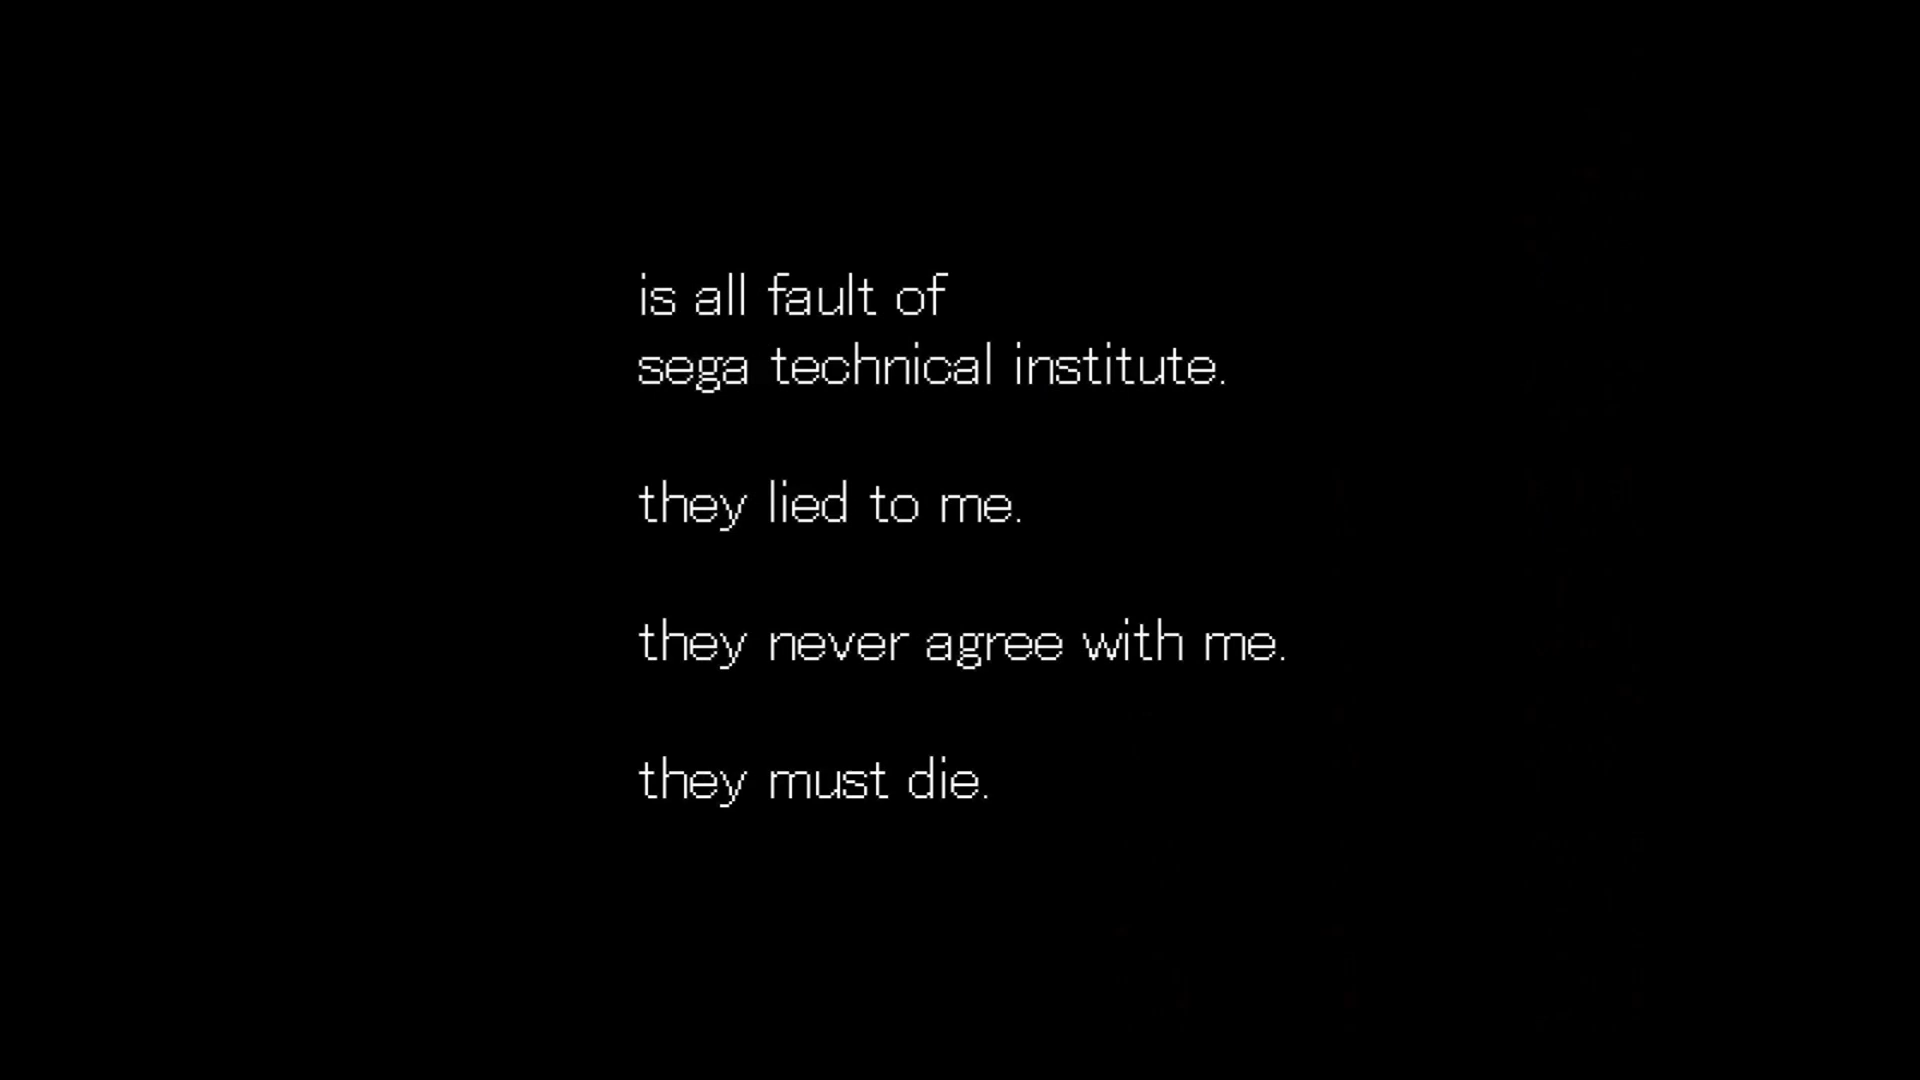 is all fault of
sega technical institute.
they lied to me.
they never agree with me.
they must die.